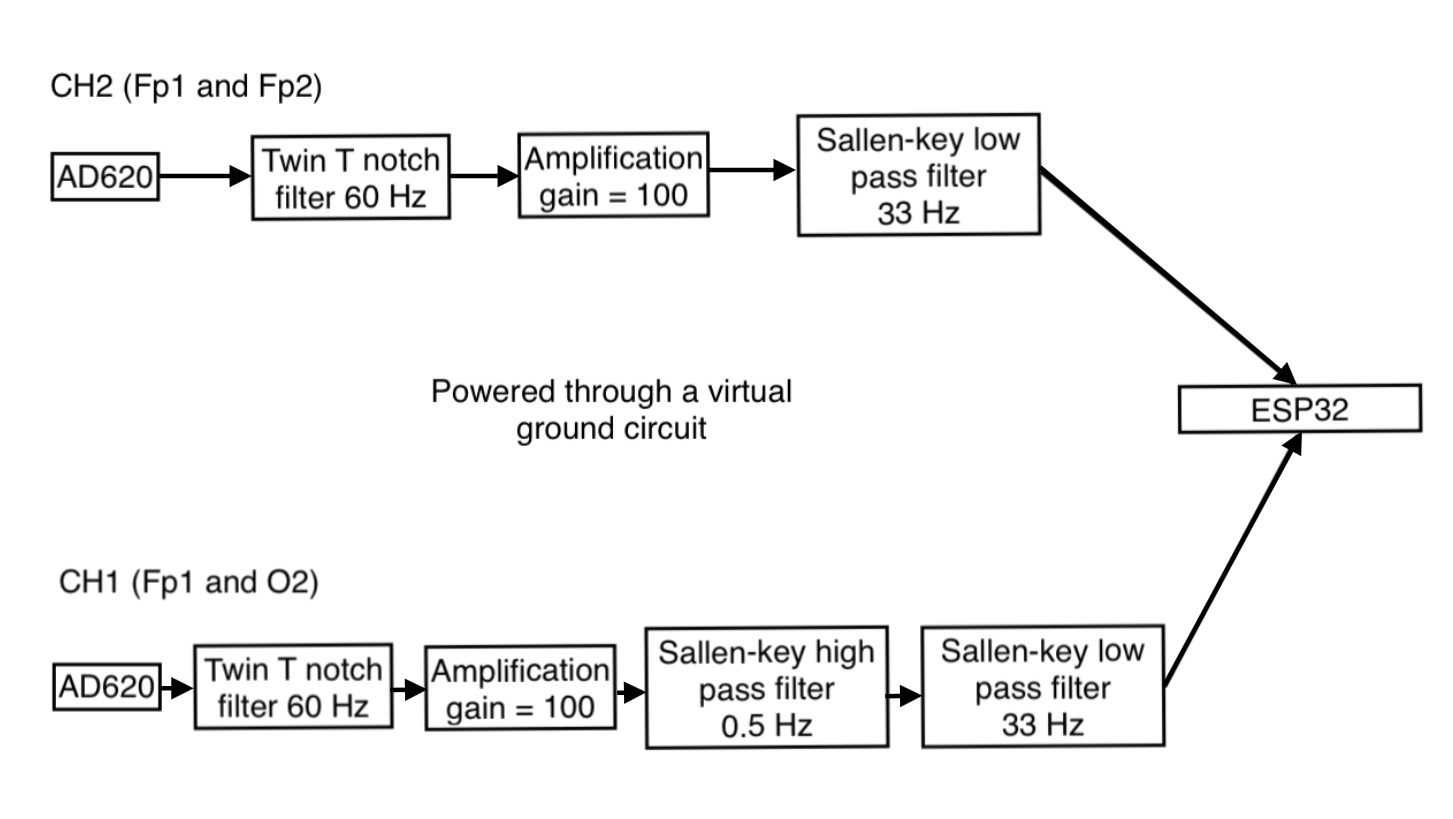 CH2 (Fp1 and Fp2)
AD620
Twin T notch
filter 60 Hz
Amplification
gain = 100
Sallen-key low
pass filter
33 Hz
Powered through a virtual
ground circuit
ESP32
CH1 (Fp1 and O2)
AD620
Twin T notch
filter 60 Hz
Amplification
gain = 100
Sallen-key high
pass filter
0.5 Hz
Sallen-key low
pass filter
33 Hz